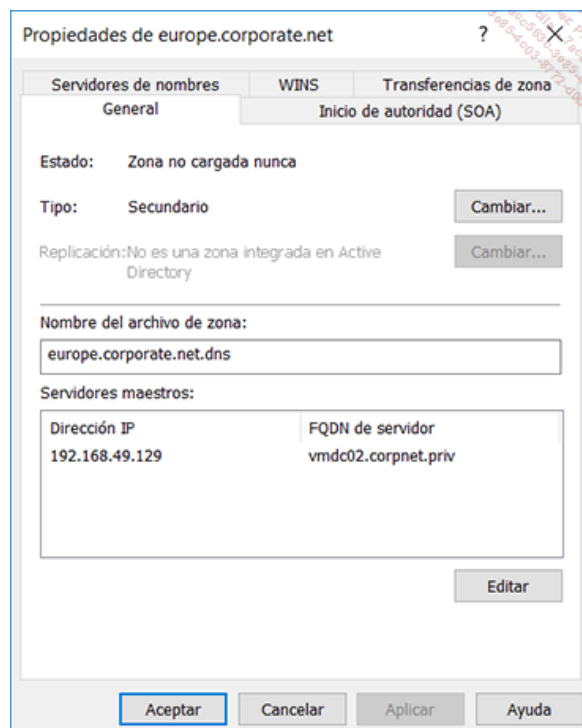 Propiedades de europe.corporate.net
?
Servidores de nombres
WINS
Transferencias de zona
General
Inicio de autoridad (SOA)
Estado: Zona no cargada nunca
Tipo: Secundario
Cambiar...
Replicación:No es una zona integrada en Active
Directory
Cambiar...
Nombre del archivo de zona:
europe.corporate.net.dns
Servidores maestros:
Dirección IP
FQDN de servidor
192.168.49.129
vmdc02.corpnet.priv
Editar
Aceptar
Cancelar
Aplicar
Ayuda